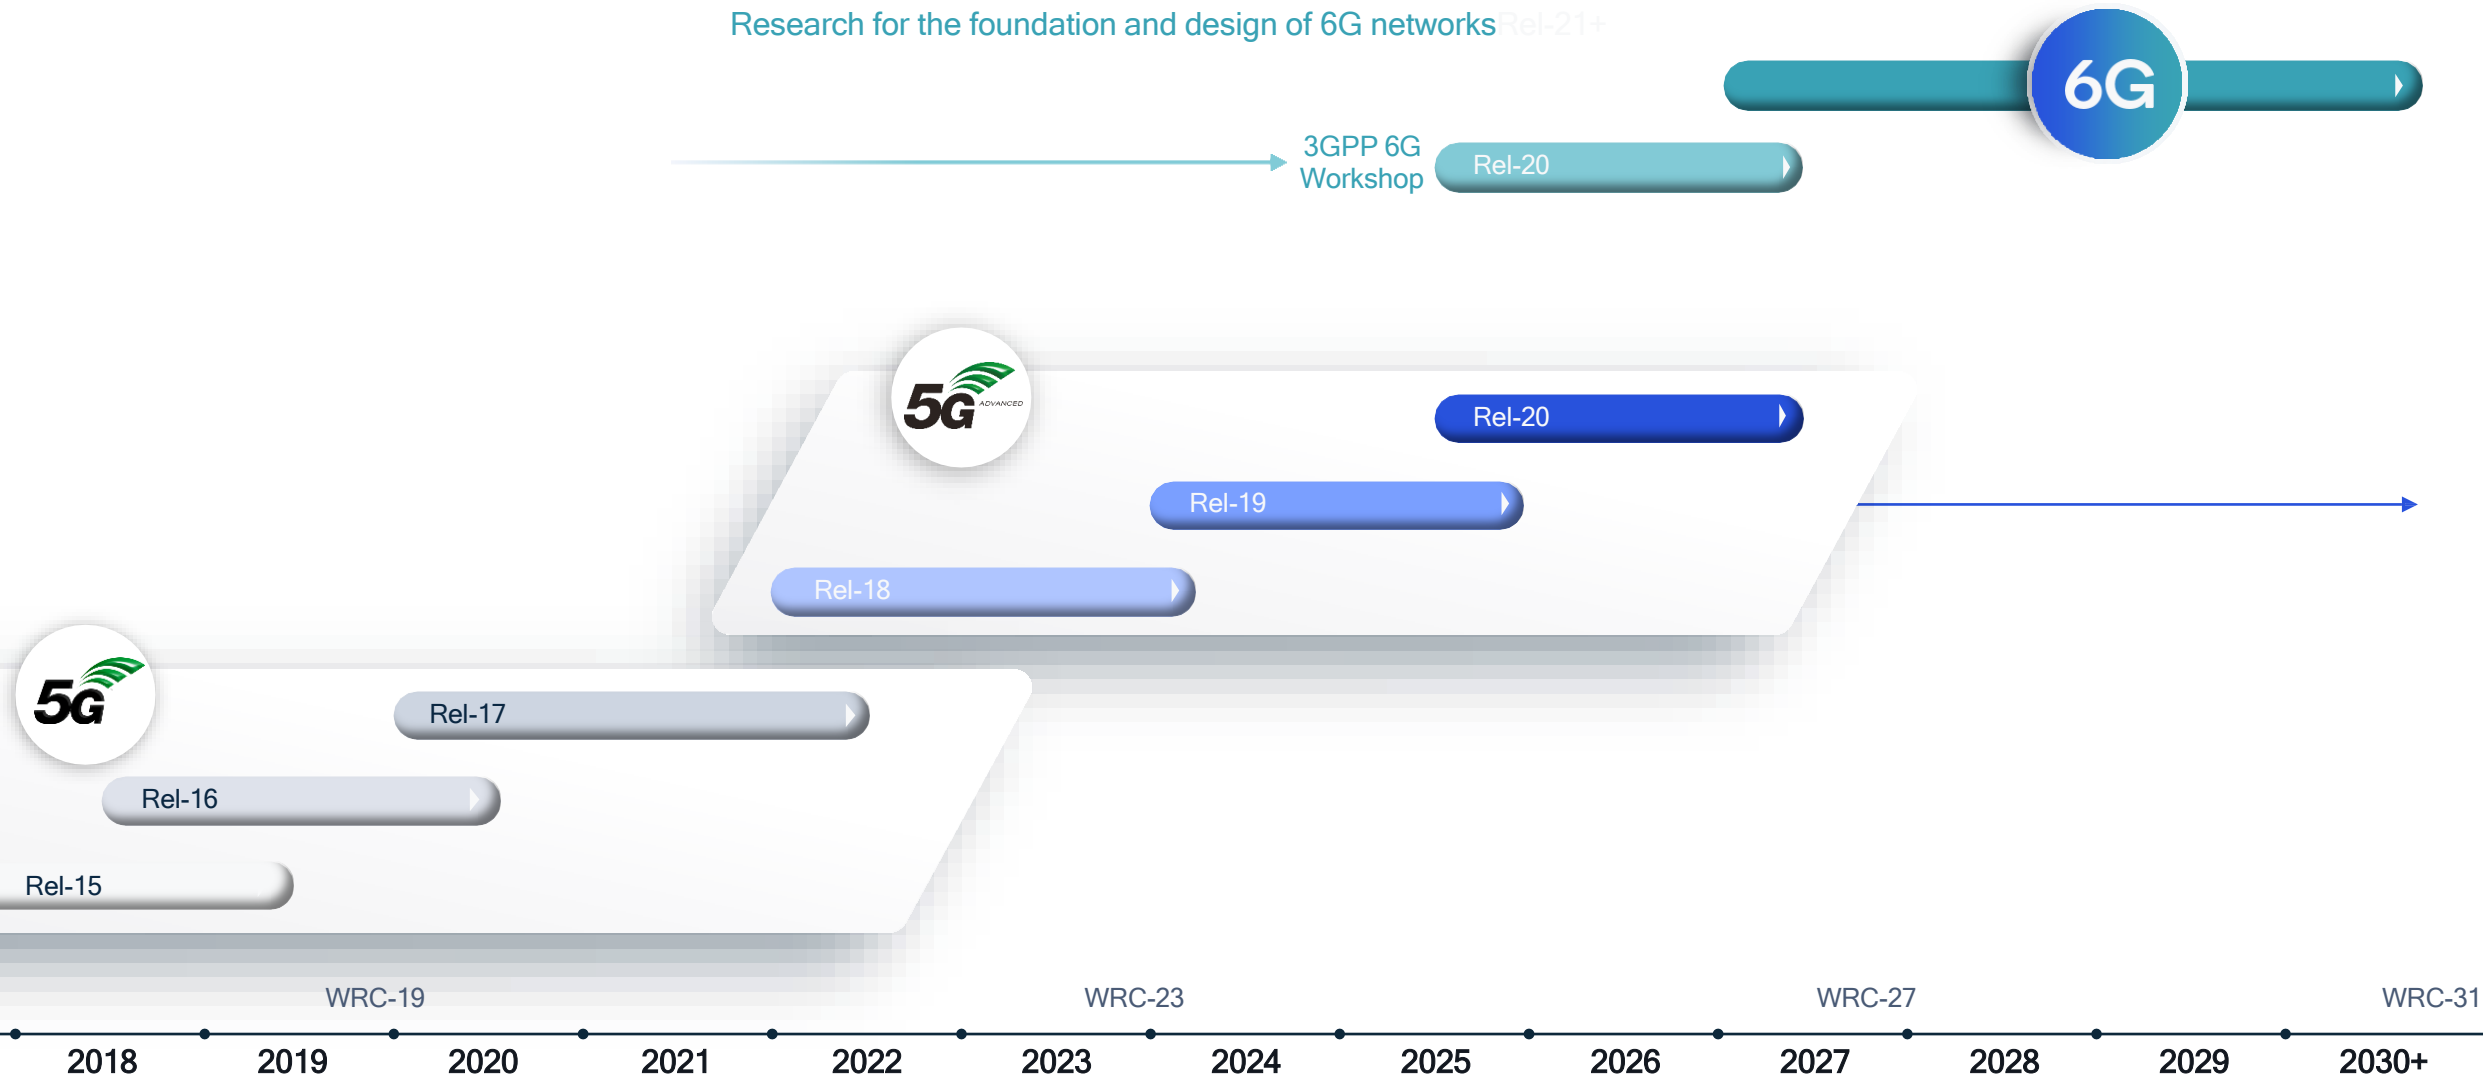 Research for the foundation and design of 6G networks Rel-21+
6G
3GPP 6G
Workshop
Rel-20
5G
ADVANCED
Rel-20
Rel-19
Rel-18
5G
Rel-17
Rel-16
Rel-15
WRC-19 WRC-23 WRC-27 WRC-31
2018 2019 2020 2021 2022 2023 2024 2025 2026 2027 2028 2029 2030+